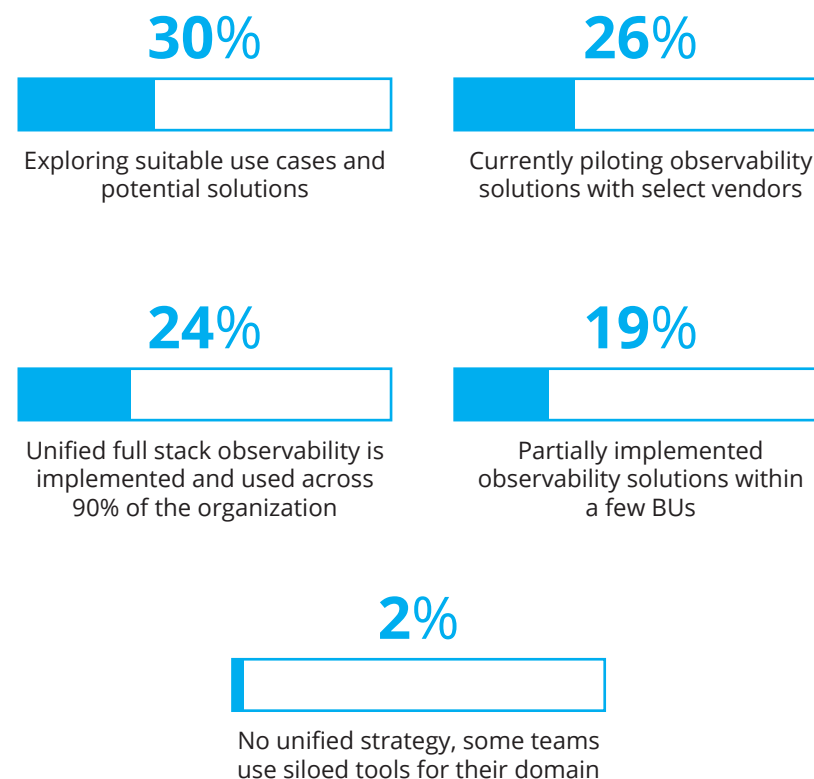 30%
Exploring suitable use cases and
potential solutions
26%
Currently piloting observability
solutions with select vendors
24%
Unified full stack observability is
implemented and used across
90% of the organization
19%
Partially implemented
observability solutions within
a few BUs
2%
No unified strategy, some teams
use siloed tools for their domain